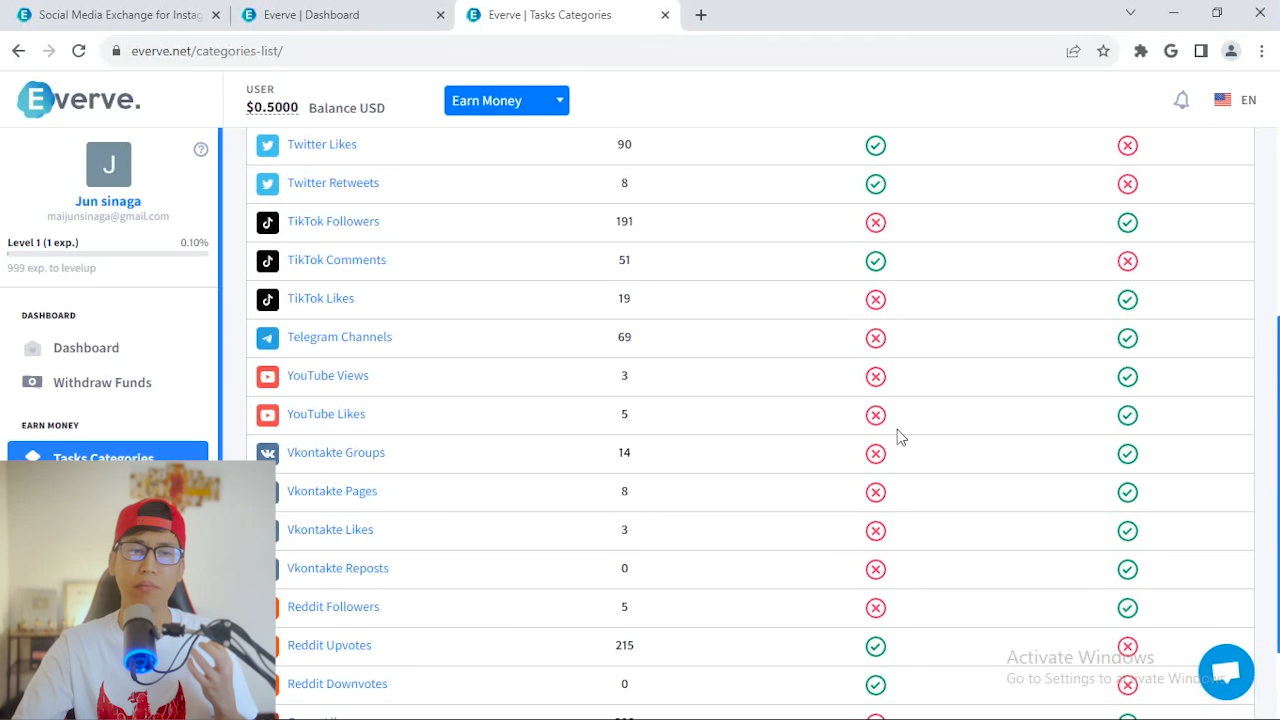 Social Media Exchange for Instag
Everve | Dashboard
Everve | Tasks Categories
everve.net/categories-list/
Everve.
USER
$0.5000 Balance USD
Earn Money
EN
J
Jun sinaga
maijunsinaga@gmail.com
Level 1 (1 exp.) 0.10%
999 exp. to levelup
DASHBOARD
Dashboard
Withdraw Funds
EARN MONEY
Tasks Categories
Twitter Likes 90
Twitter Retweets 8
TikTok Followers 191
TikTok Comments 51
TikTok Likes 19
Telegram Channels 69
YouTube Views 3
YouTube Likes 5
Vkontakte Groups 14
Vkontakte Pages 8
Vkontakte Likes 3
Vkontakte Reposts 0
Reddit Followers 5
Reddit Upvotes 215
Reddit Downvotes 0
Activate Windows
Go to Settings to activate Windows.